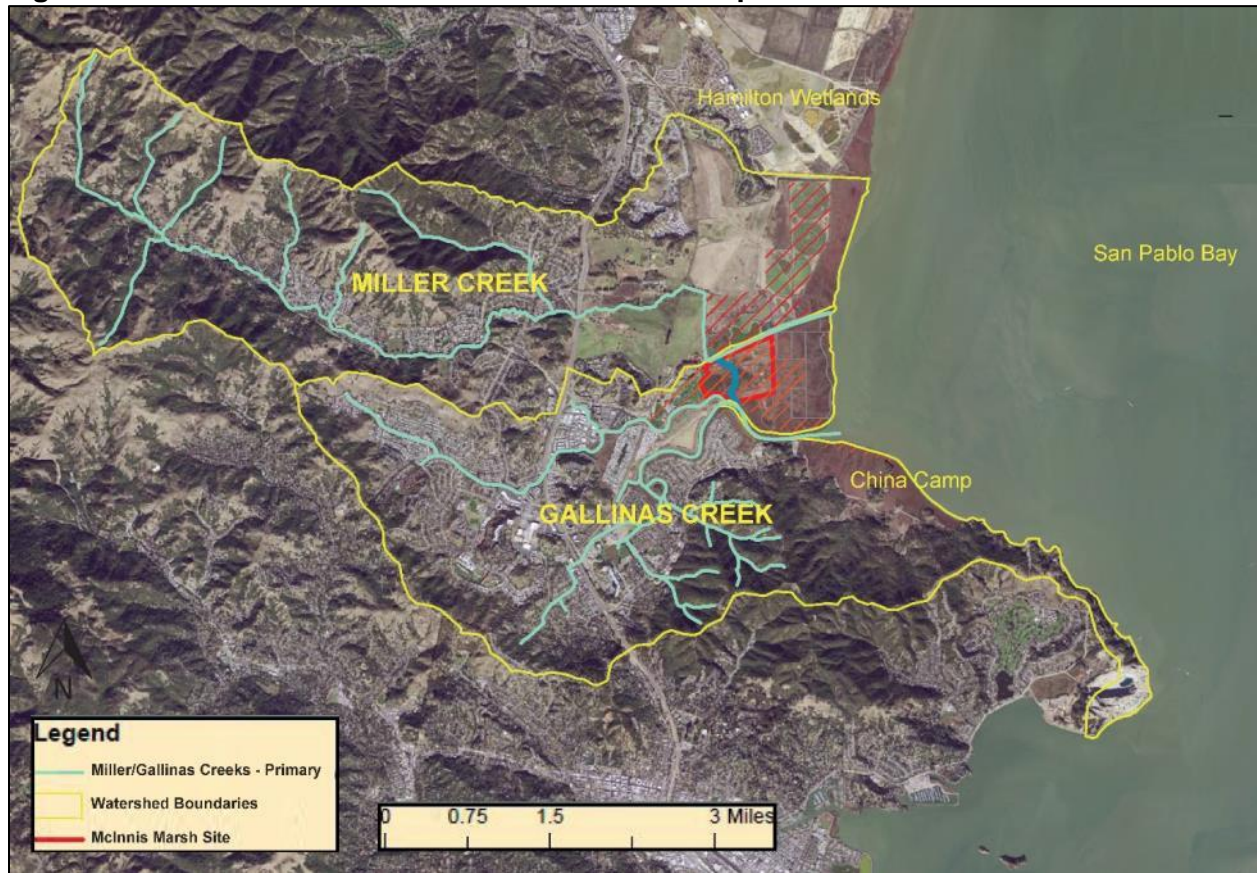 Hamilton Wetlands
San Pablo Bay
MILLER CREEK
China Camp
GALLINAS CREEK
N
Legend
Miller/Gallinas Creeks - Primary
Watershed Boundaries
McInnis Marsh Site
0 0.75 1.5 3 Miles